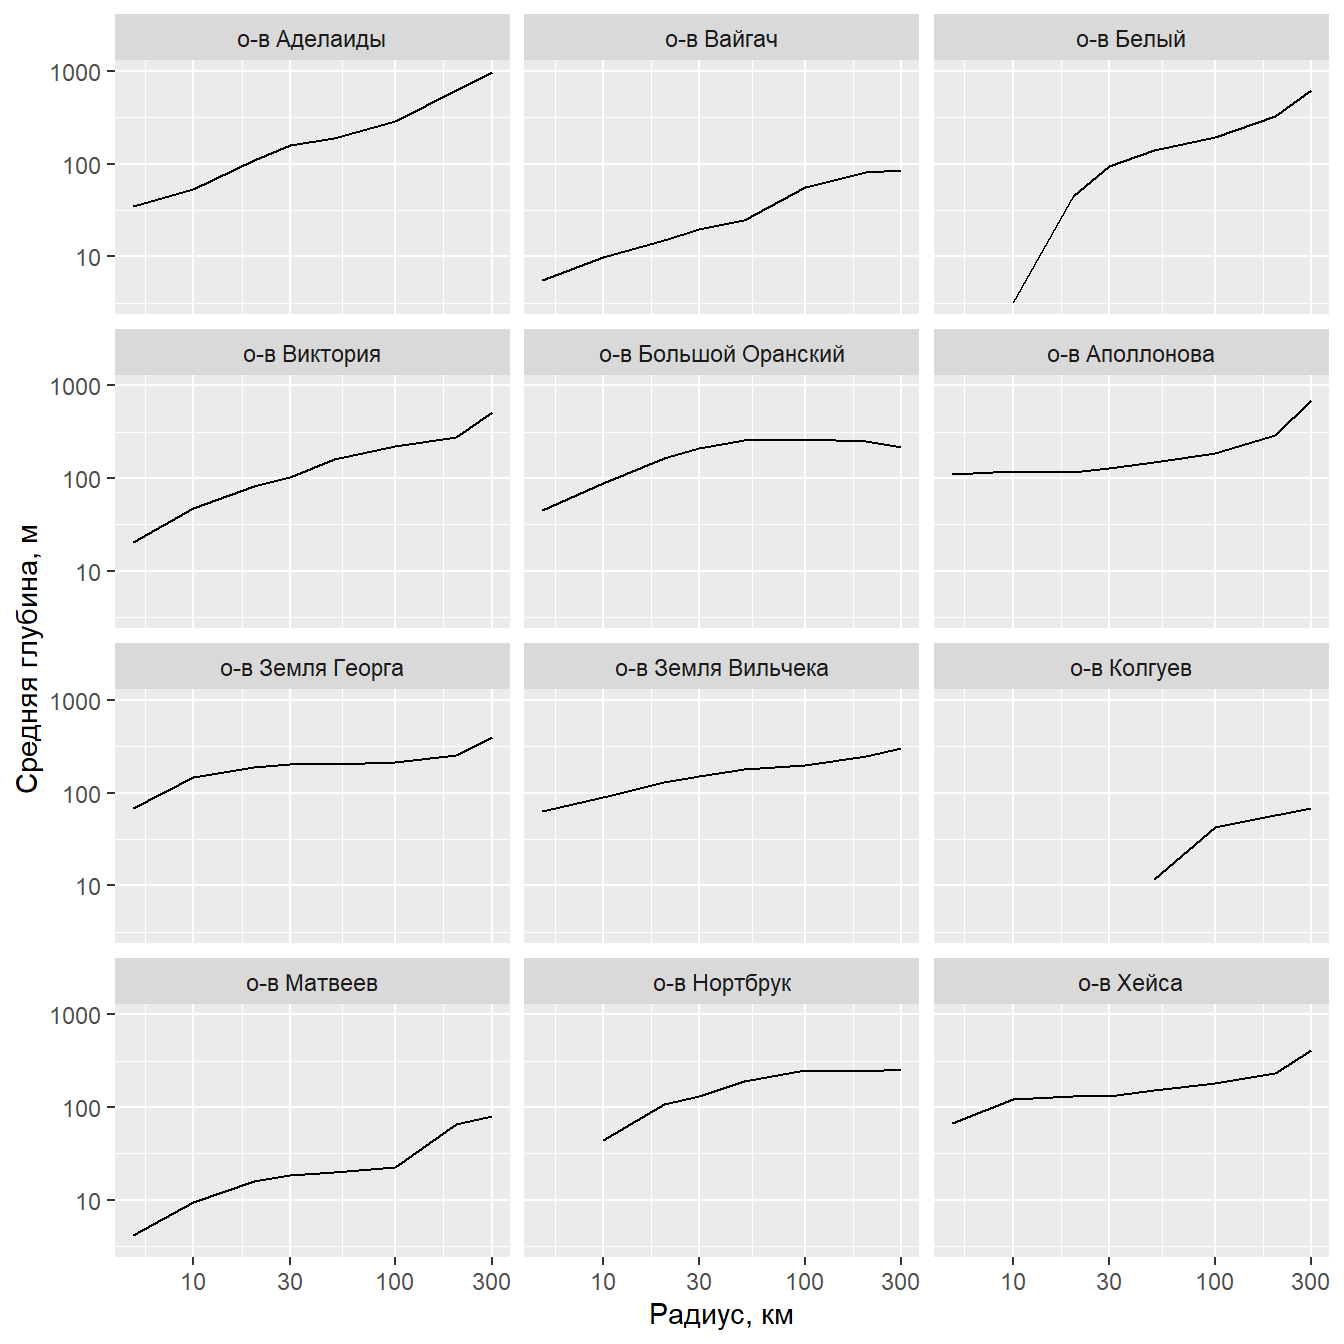 о-в Аделаиды
о-в Вайгач
о-в Белый
1000
100
10
о-в Виктория
о-в Большой Оранский
о-в Аполлонова
1000
100
10
о-в Земля Георга
о-в Земля Вильчека
о-в Колгуев
1000
100
10
о-в Матвеев
о-в Нортбрук
о-в Хейса
1000
100
10
10 30 100 300
10 30 100 300
10 30 100 300
Радиус, км
Средняя глубина, м